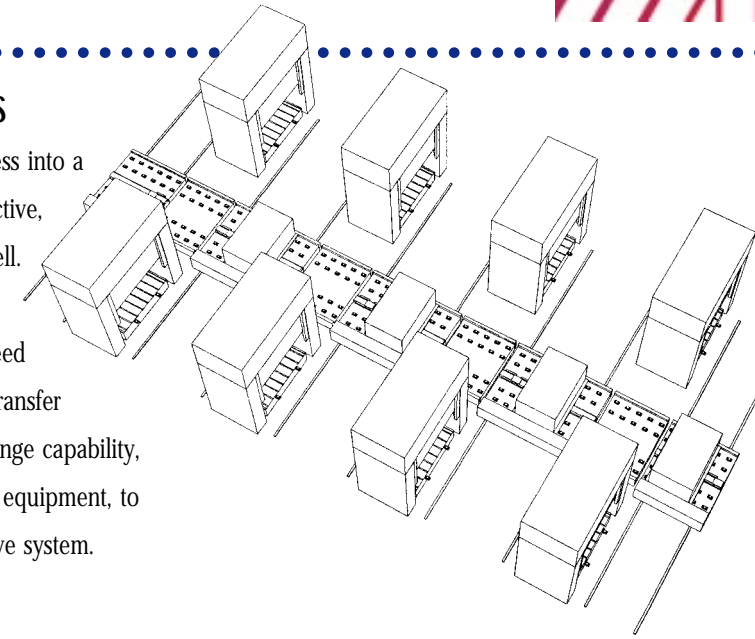 ess into a
ctive,
ell.
eed
ransfer
nge capability,
equipment, to
ve system.